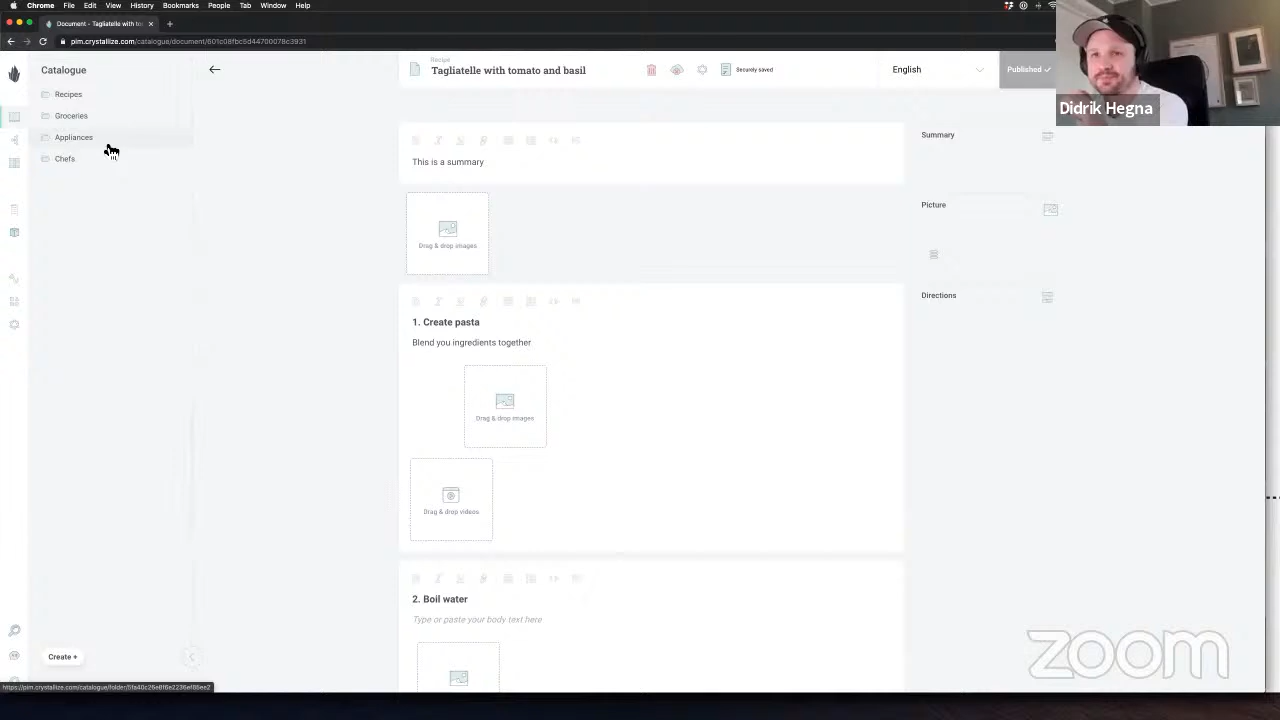 Chrome File Edit View History Bookmarks People Tab Window Help
Document - Tagliatelle with to
pim.crystallize.com/catalogue/document/601c08fbc5d44700078c3931
Catalogue
Recipes
Groceries
Appliances
Chefs
Create +
Recipe
Tagliatelle with tomato and basil
Securely saved
English
Published
Didrik Hegna
This is a summary
Drag & drop images
Summary
Picture
Directions
1. Create pasta
Blend you ingredients together
Drag & drop images
Drag & drop videos
2. Boil water
Type or paste your body text here
zoom